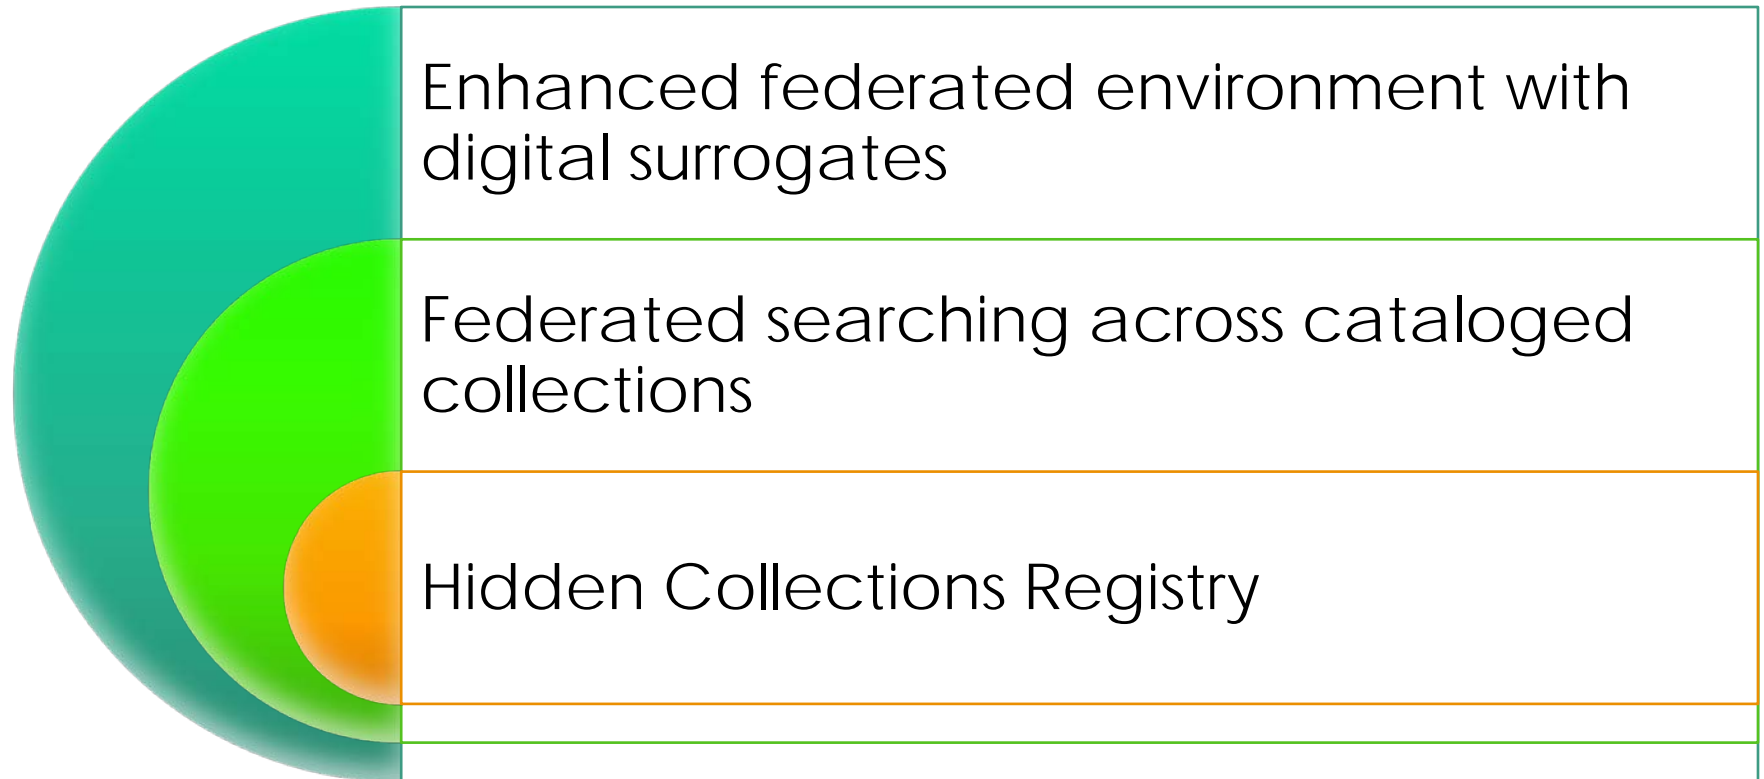 Enhanced federated environment with
digital surrogates
Federated searching across cataloged
collections
Hidden Collections Registry